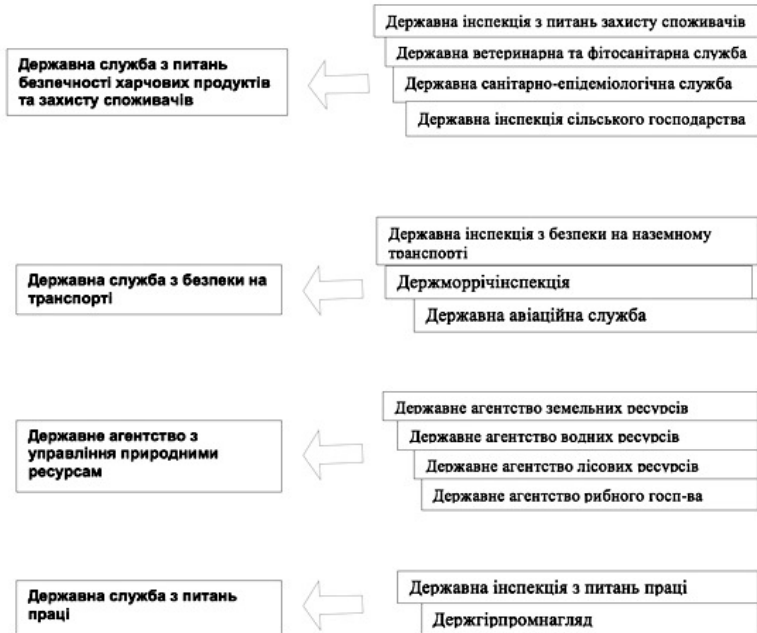 Державна служба з питань
безпечності харчових продуктів
та захисту споживачів
Державна інспекція з питань захисту споживачів
Державна ветеринарна та фітосанітарна служба
Державна санітарно-епідеміологічна служба
Державна інспекція сільського господарства
Державна служба з безпеки на
транспорті
Державна інспекція з безпеки на наземному
транспорті
Держморрічінспекція
Державна авіаційна служба
Державне агентство з
управління природними
ресурсам
Державне агентство земельних ресурсів
Державне агентство водних ресурсів
Державне агентство лісових ресурсів
Державне агентство рибного госп-ва
Державна служба з питань
праці
Державна інспекція з питань праці
Держгірпромнагляд